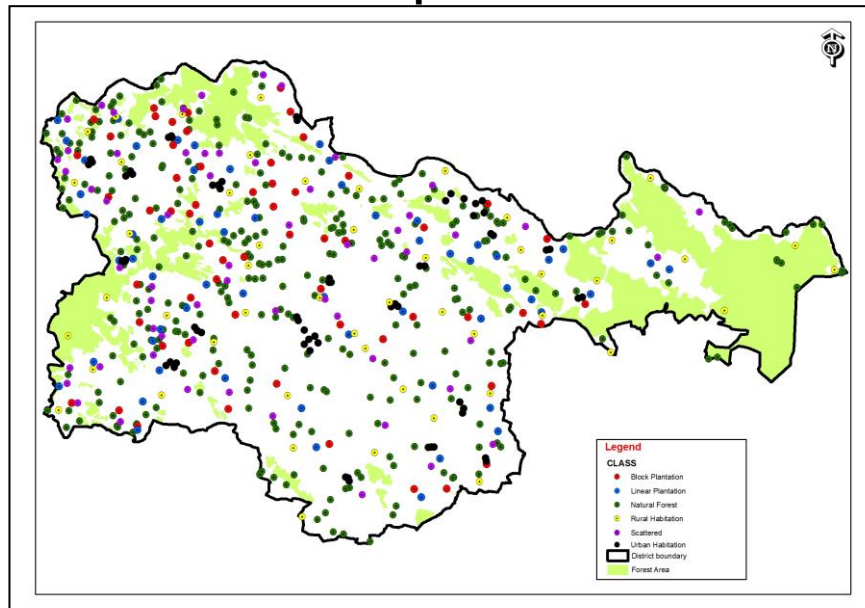 N
Legend
CLASS
Block Plantation
Linear Plantation
Natural Forest
Rural Habitation
Scattered
Urban Habitation
District boundary
Forest Area